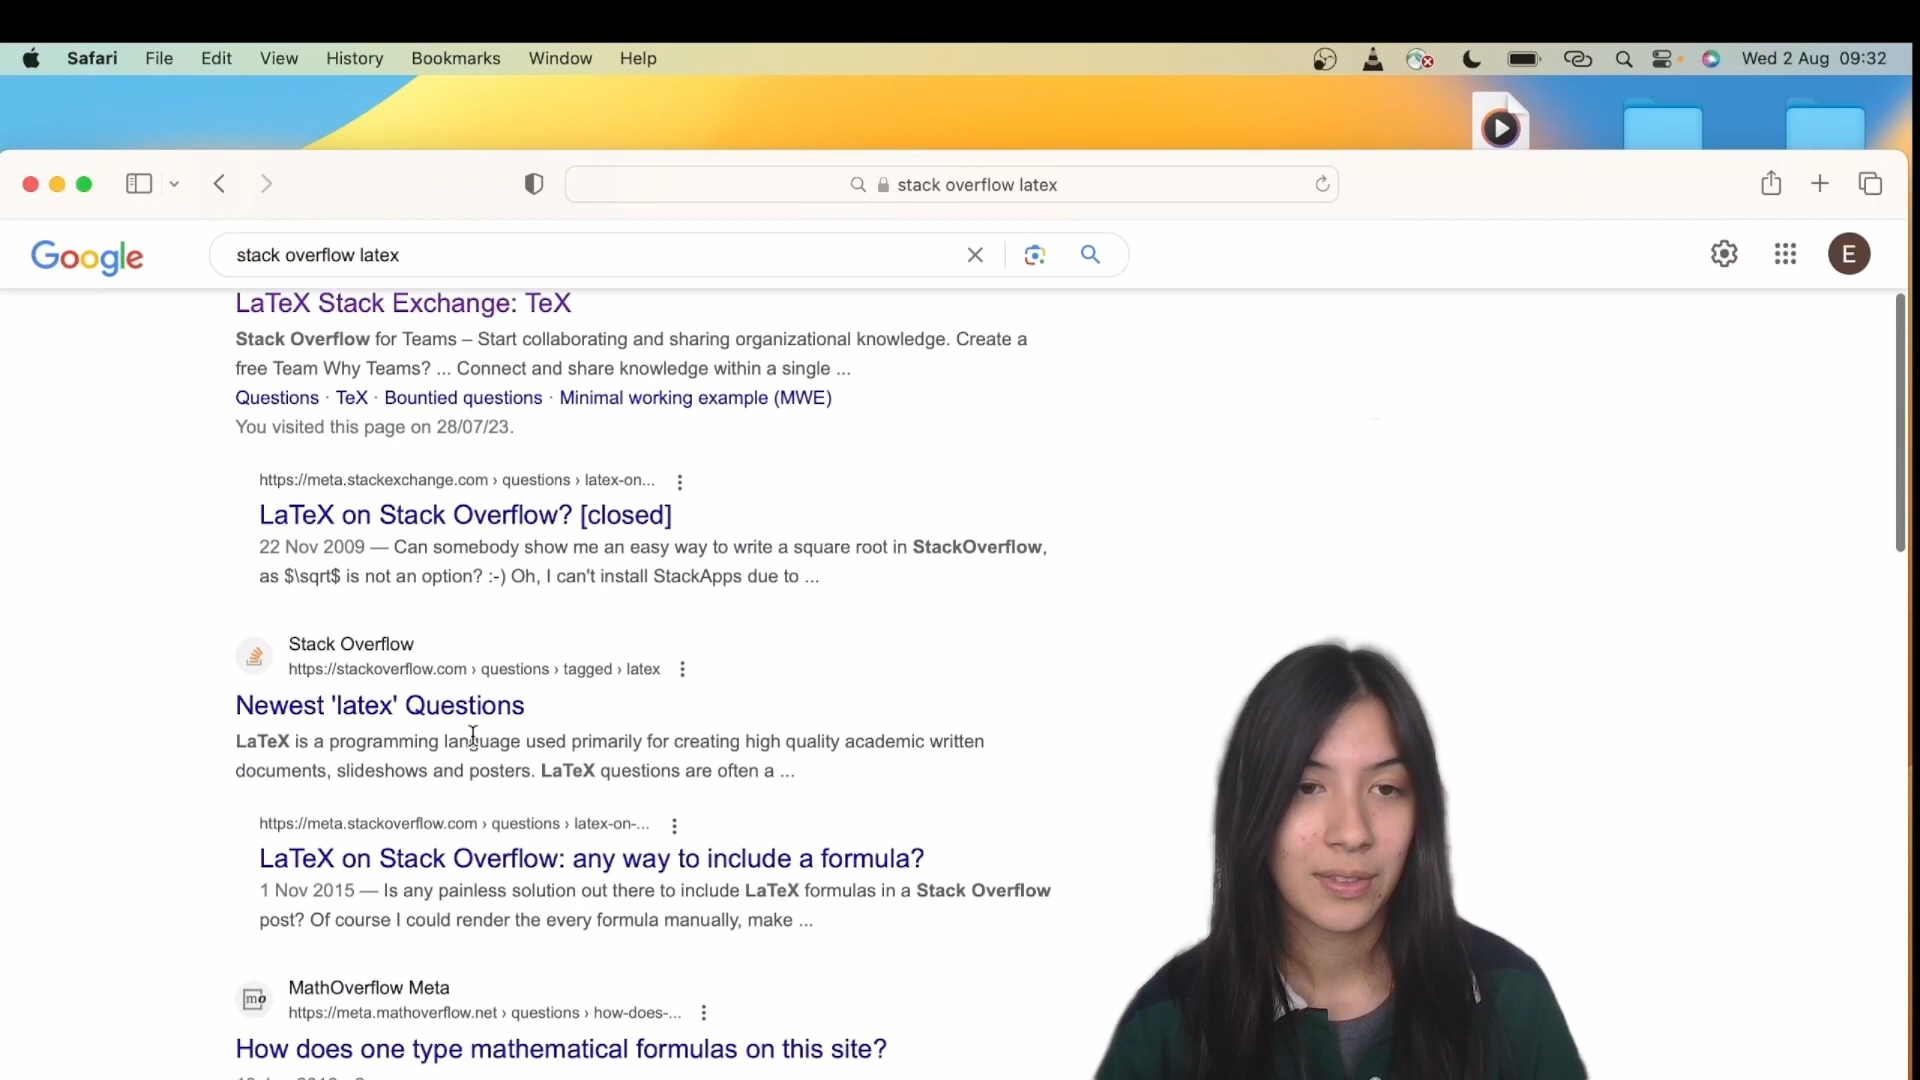 Safari File Edit View History Bookmarks Window Help Wed 2 Aug 09:32
stack overflow latex
Google stack overflow latex E
LaTeX Stack Exchange: TeX
Stack Overflow for Teams – Start collaborating and sharing organizational knowledge. Create a
free Team Why Teams? ... Connect and share knowledge within a single ...
Questions · TeX · Bountied questions · Minimal working example (MWE)
You visited this page on 28/07/23.
https://meta.stackexchange.com › questions › latex-on...
LaTeX on Stack Overflow? [closed]
22 Nov 2009 — Can somebody show me an easy way to write a square root in StackOverflow,
as $\sqrt$ is not an option? :-) Oh, I can't install StackApps due to ...
Stack Overflow
https://stackoverflow.com › questions › tagged › latex
Newest 'latex' Questions
LaTeX is a programming language used primarily for creating high quality academic written
documents, slideshows and posters. LaTeX questions are often a ...
https://meta.stackoverflow.com › questions › latex-on-...
LaTeX on Stack Overflow: any way to include a formula?
1 Nov 2015 — Is any painless solution out there to include LaTeX formulas in a Stack Overflow
post? Of course I could render the every formula manually, make ...
mo
MathOverflow Meta
https://meta.mathoverflow.net › questions › how-does-...
How does one type mathematical formulas on this site?